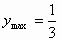 y_max = 1/3